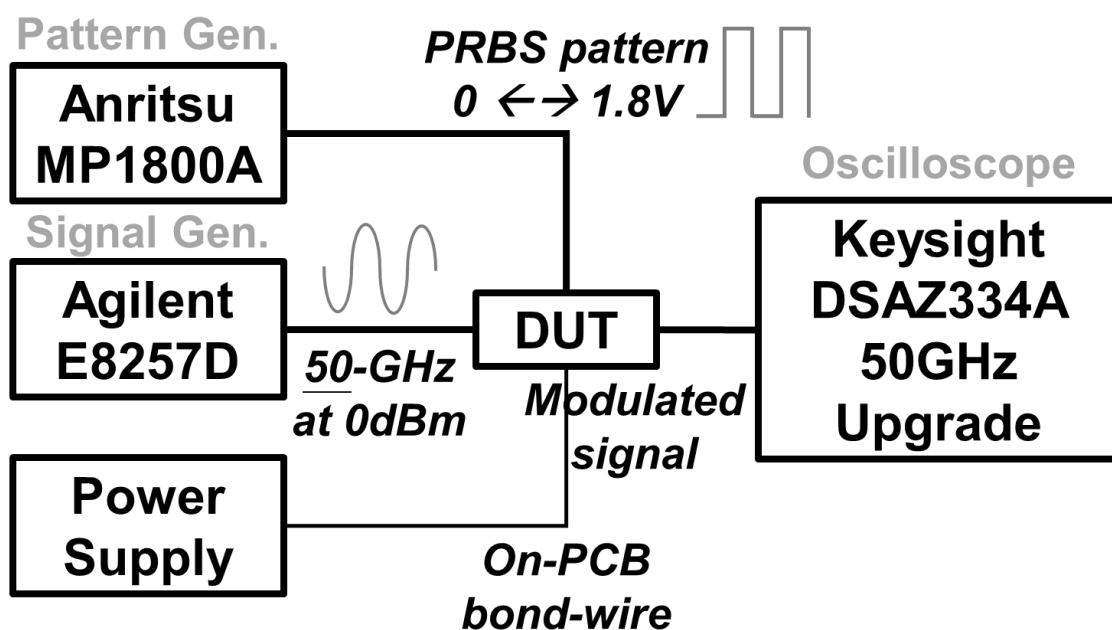 Pattern Gen.
Anritsu
MP1800A
PRBS pattern
0 ←→ 1.8V
Signal Gen.
Agilent
E8257D
50-GHz
at 0dBm
DUT
Modulated
signal
Oscilloscope
Keysight
DSAZ334A
50GHz
Upgrade
Power
Supply
On-PCB
bond-wire